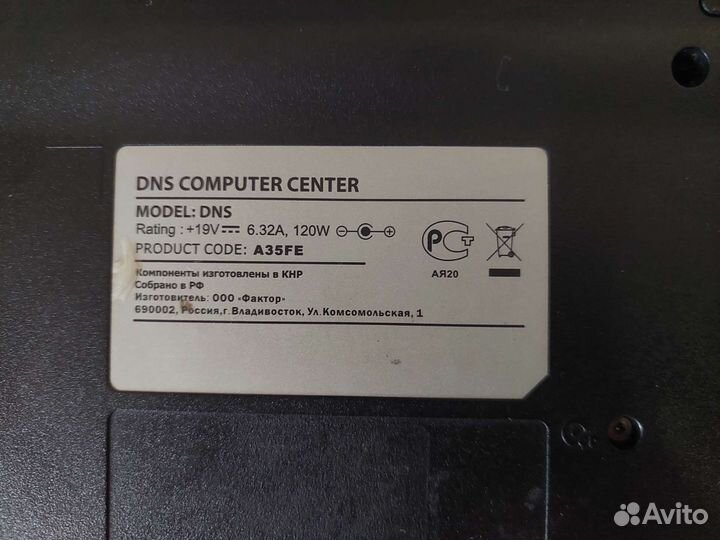 DNS COMPUTER CENTER
MODEL: DNS
Rating : +19V⎓ 6.32A, 120W
PRODUCT CODE: A35FE
Компоненты изготовлены в КНР
Собрано в РФ
Изготовитель: ООО «Фактор»
690002, Россия,г.Владивосток, Ул.Комсомольская, 1
РСТ
АЯ20
Avito